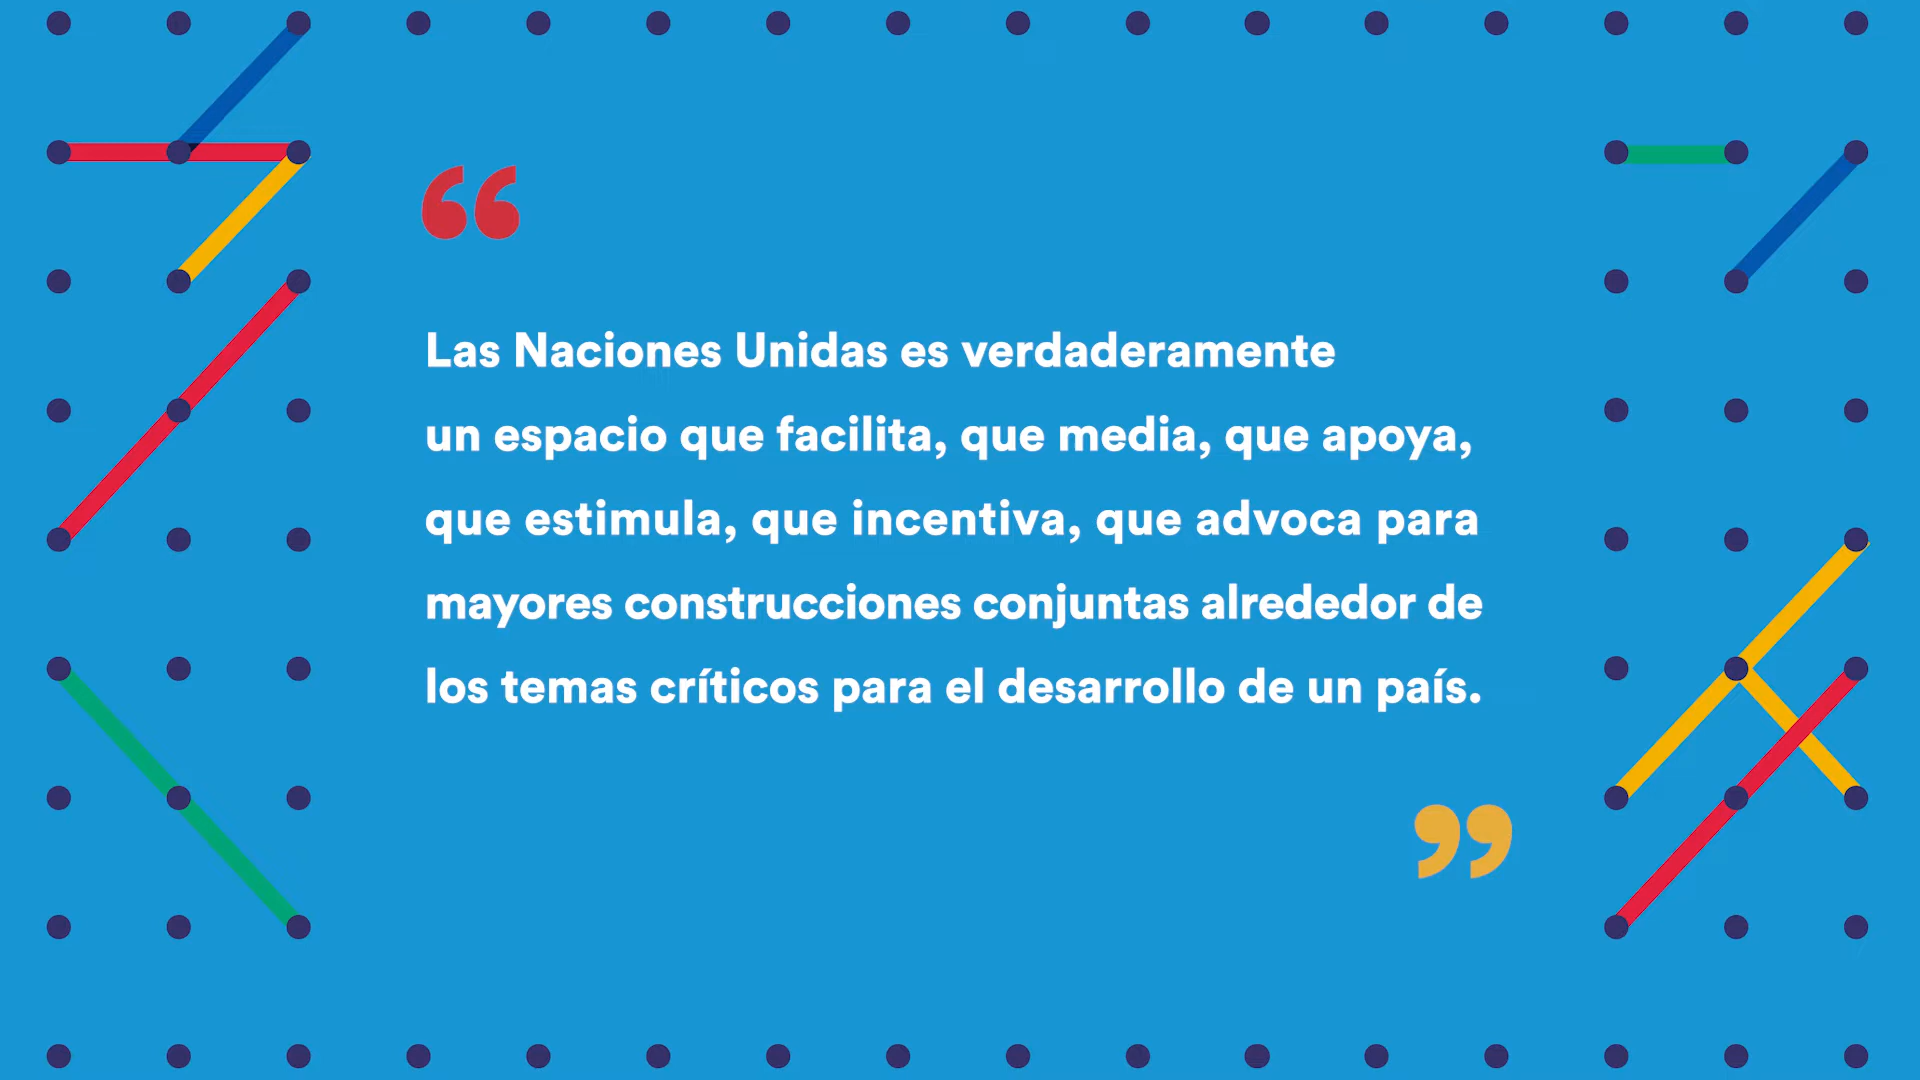 “
Las Naciones Unidas es verdaderamente
un espacio que facilita, que media, que apoya,
que estimula, que incentiva, que advoca para
mayores construcciones conjuntas alrededor de
los temas críticos para el desarrollo de un país.
”